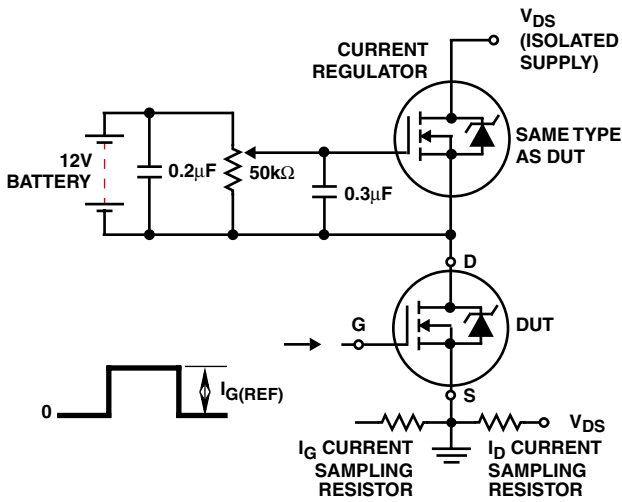 V_DS
(ISOLATED
SUPPLY)
CURRENT
REGULATOR
SAME TYPE
AS DUT
12V
BATTERY
0.2μF
50kΩ
0.3μF
D
DUT
G
I_G(REF)
0
S
V_DS
I_G CURRENT
SAMPLING
RESISTOR
I_D CURRENT
SAMPLING
RESISTOR